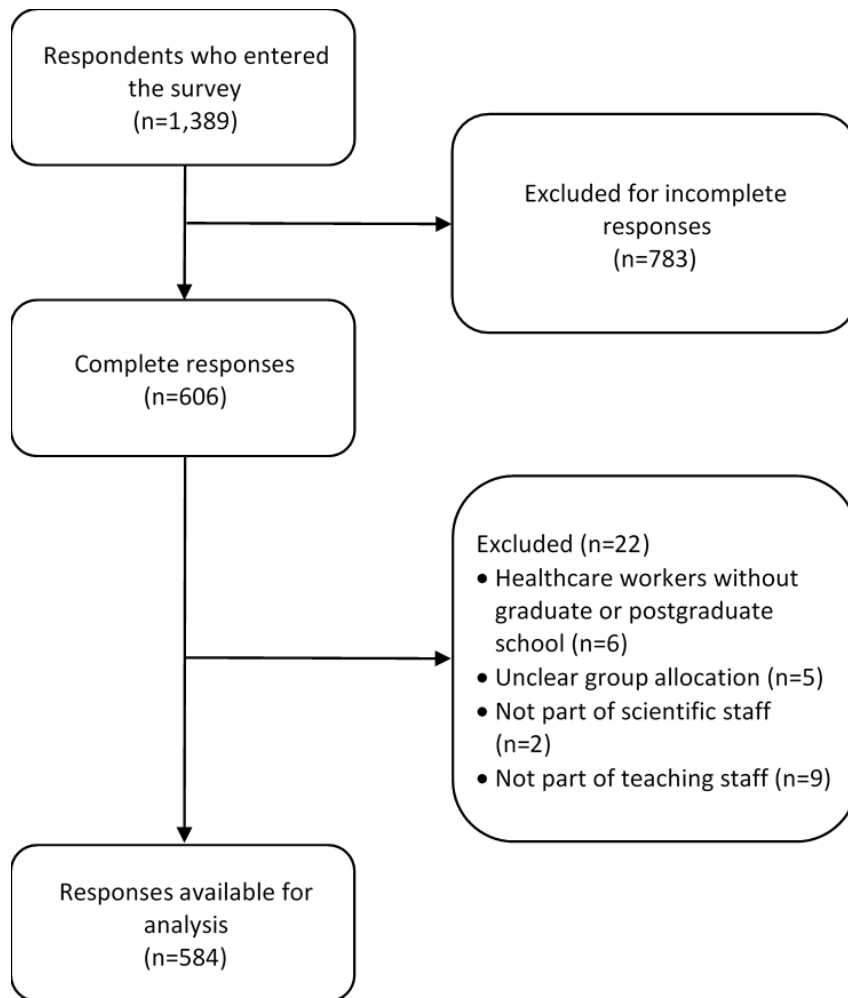 Respondents who entered
the survey
(n=1,389)
Excluded for incomplete
responses
(n=783)
Complete responses
(n=606)
Excluded (n=22)
• Healthcare workers without
graduate or postgraduate
school (n=6)
• Unclear group allocation (n=5)
• Not part of scientific staff
(n=2)
• Not part of teaching staff (n=9)
Responses available for
analysis
(n=584)